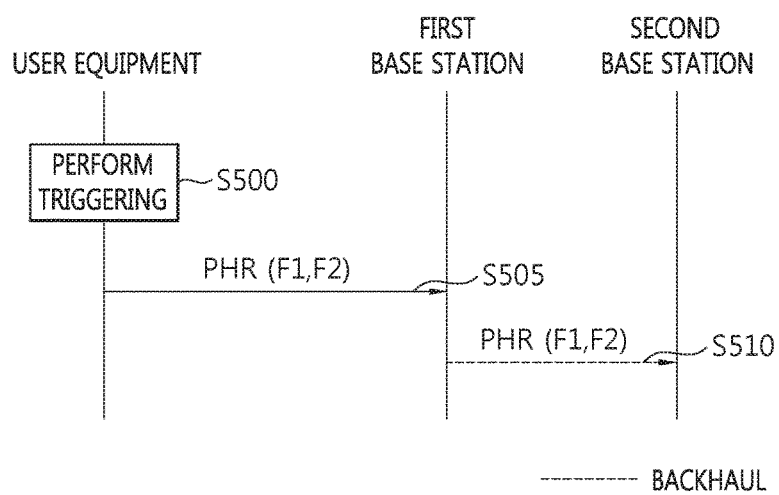 USER EQUIPMENT
FIRST
BASE STATION
SECOND
BASE STATION
PERFORM
TRIGGERING
S500
PHR (F1,F2)
S505
PHR (F1,F2)
S510
BACKHAUL